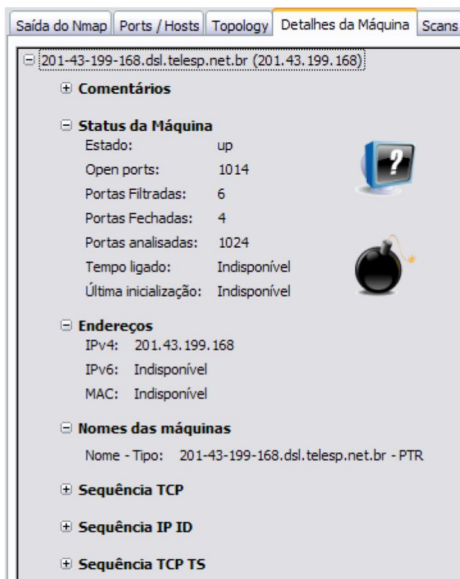 Saída do Nmap Ports / Hosts Topology Detalhes da Máquina Scans
201-43-199-168.dsl.telesp.net.br (201.43.199.168)
Comentários
Status da Máquina
Estado: up
Open ports: 1014
Portas Filtradas: 6
Portas Fechadas: 4
Portas analisadas: 1024
Tempo ligado: Indisponível
Última inicialização: Indisponível
Endereços
IPv4: 201.43.199.168
IPv6: Indisponível
MAC: Indisponível
Nomes das máquinas
Nome - Tipo: 201-43-199-168.dsl.telesp.net.br - PTR
Sequência TCP
Sequência IP ID
Sequência TCP TS